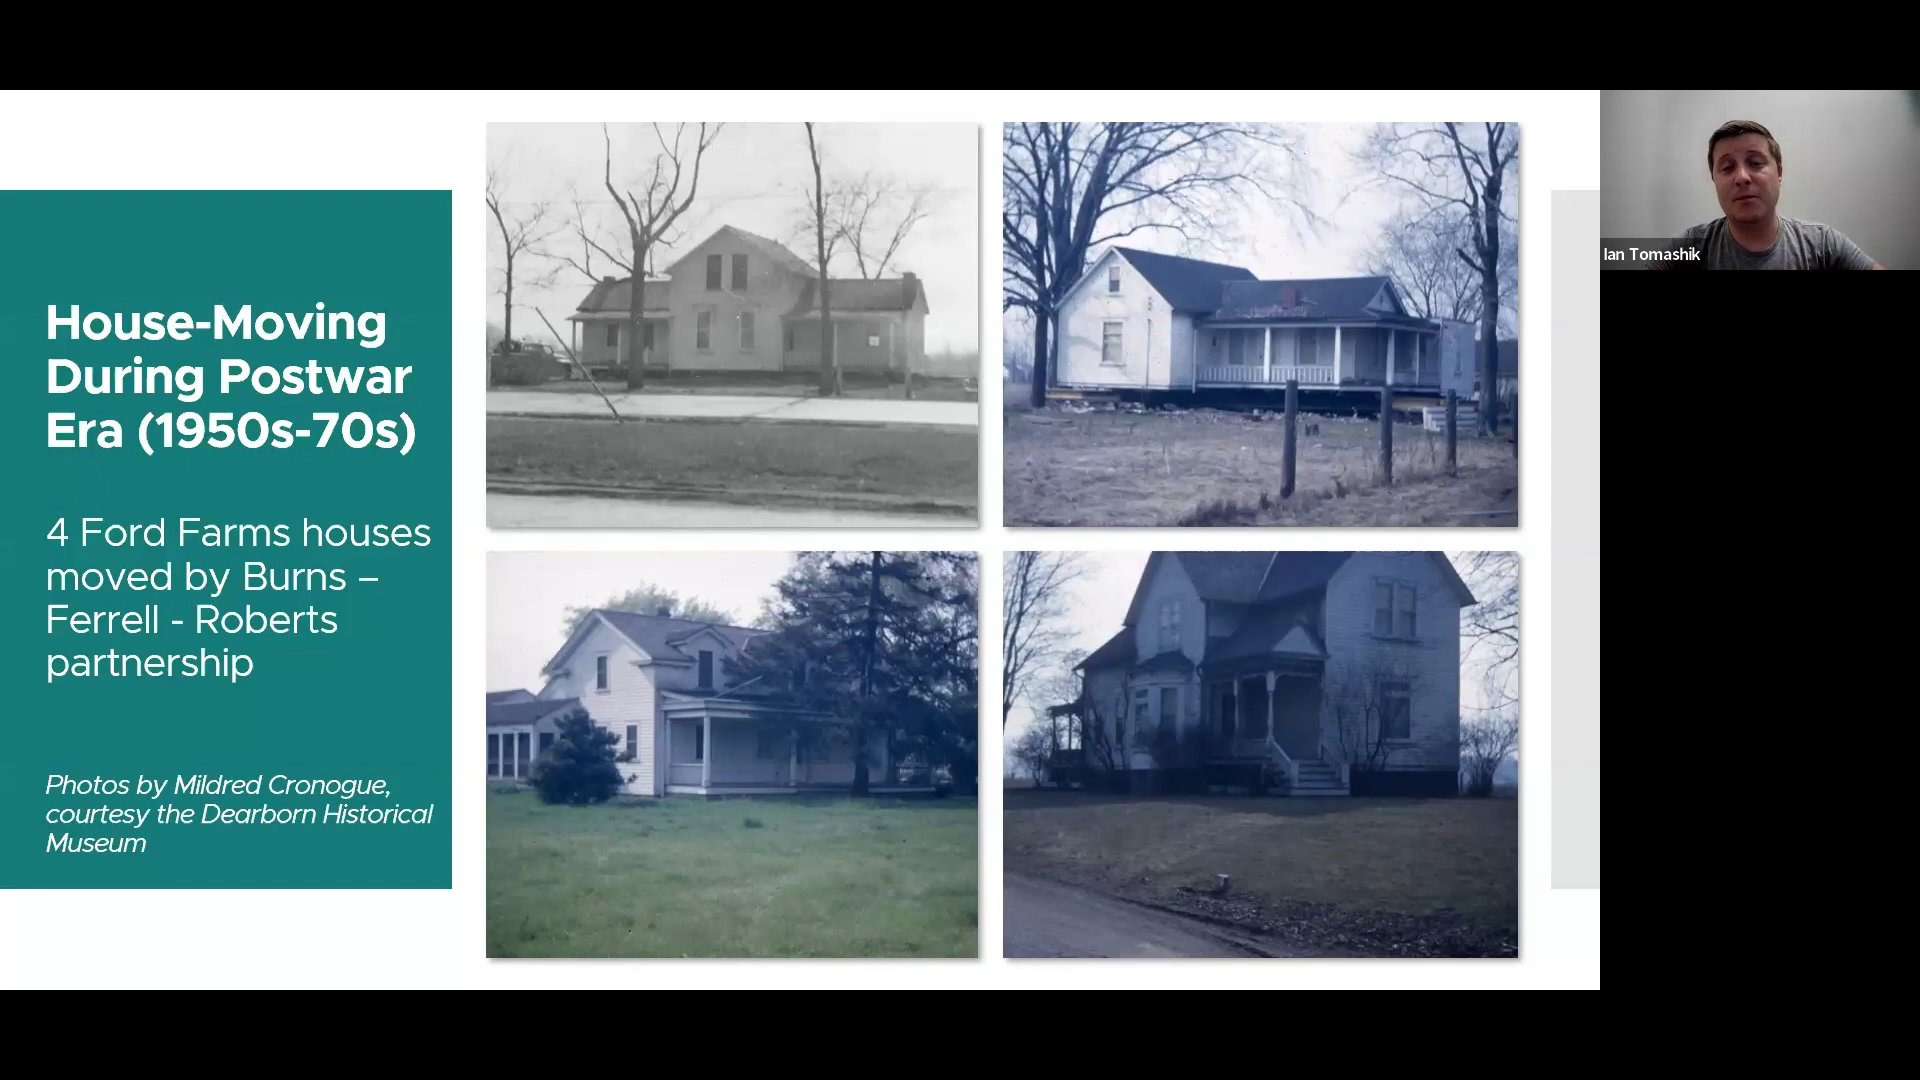 House-Moving
During Postwar
Era (1950s-70s)
4 Ford Farms houses
moved by Burns –
Ferrell - Roberts
partnership
Photos by Mildred Cronogue,
courtesy the Dearborn Historical
Museum
Ian Tomashik